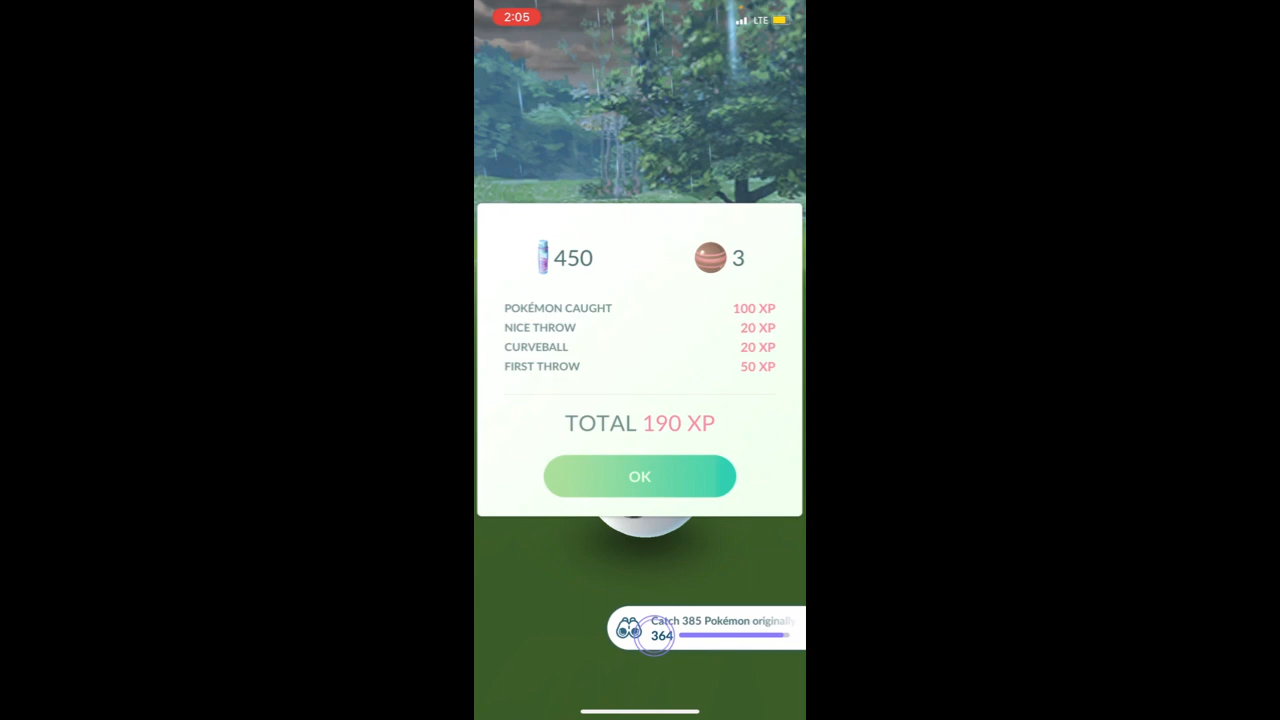 2:05
LTE
450
3
POKÉMON CAUGHT 100 XP
NICE THROW 20 XP
CURVEBALL 20 XP
FIRST THROW 50 XP
TOTAL 190 XP
OK
Catch 385 Pokémon originally
364